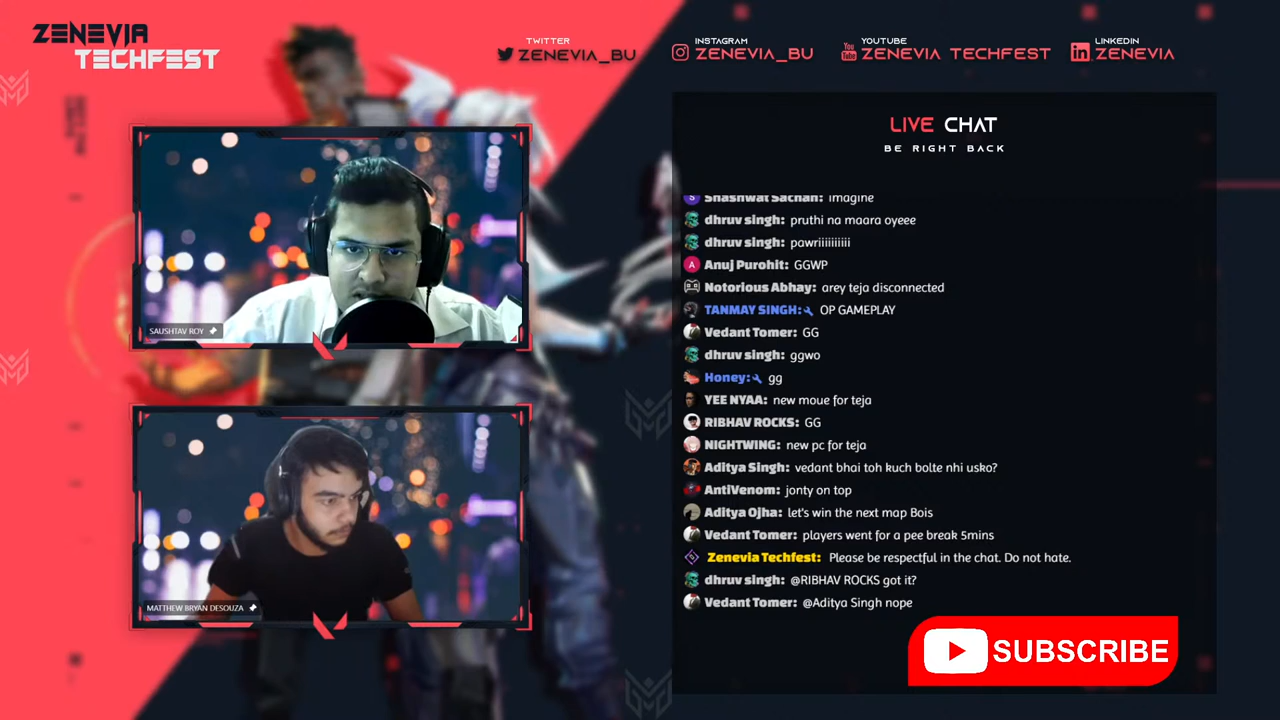 ZENEVIA
TECHFEST
TWITTER
ZENEVIA_BU
INSTAGRAM
ZENEVIA_BU
YOUTUBE
ZENEVIA TECHFEST
LINKEDIN
ZENEVIA
SAUSHTAV ROY
MATTHEW BRYAN DESOUZA
LIVE CHAT
BE RIGHT BACK
Shashwat Sachan: imagine
dhruv singh: pruthi na maara oyeee
dhruv singh: pawriiiiiiiiii
A Anuj Purohit: GGWP
Notorious Abhay: arey teja disconnected
TANMAY SINGH: OP GAMEPLAY
Vedant Tomer: GG
dhruv singh: ggwo
Honey: gg
YEE NYAA: new moue for teja
RIBHAV ROCKS: GG
NIGHTWING: new pc for teja
Aditya Singh: vedant bhai toh kuch bolte nhi usko?
AntiVenom: jonty on top
Aditya Ojha: let's win the next map Bois
Vedant Tomer: players went for a pee break 5mins
Zenevia Techfest: Please be respectful in the chat. Do not hate.
dhruv singh: @RIBHAV ROCKS got it?
Vedant Tomer: @Aditya Singh nope
SUBSCRIBE